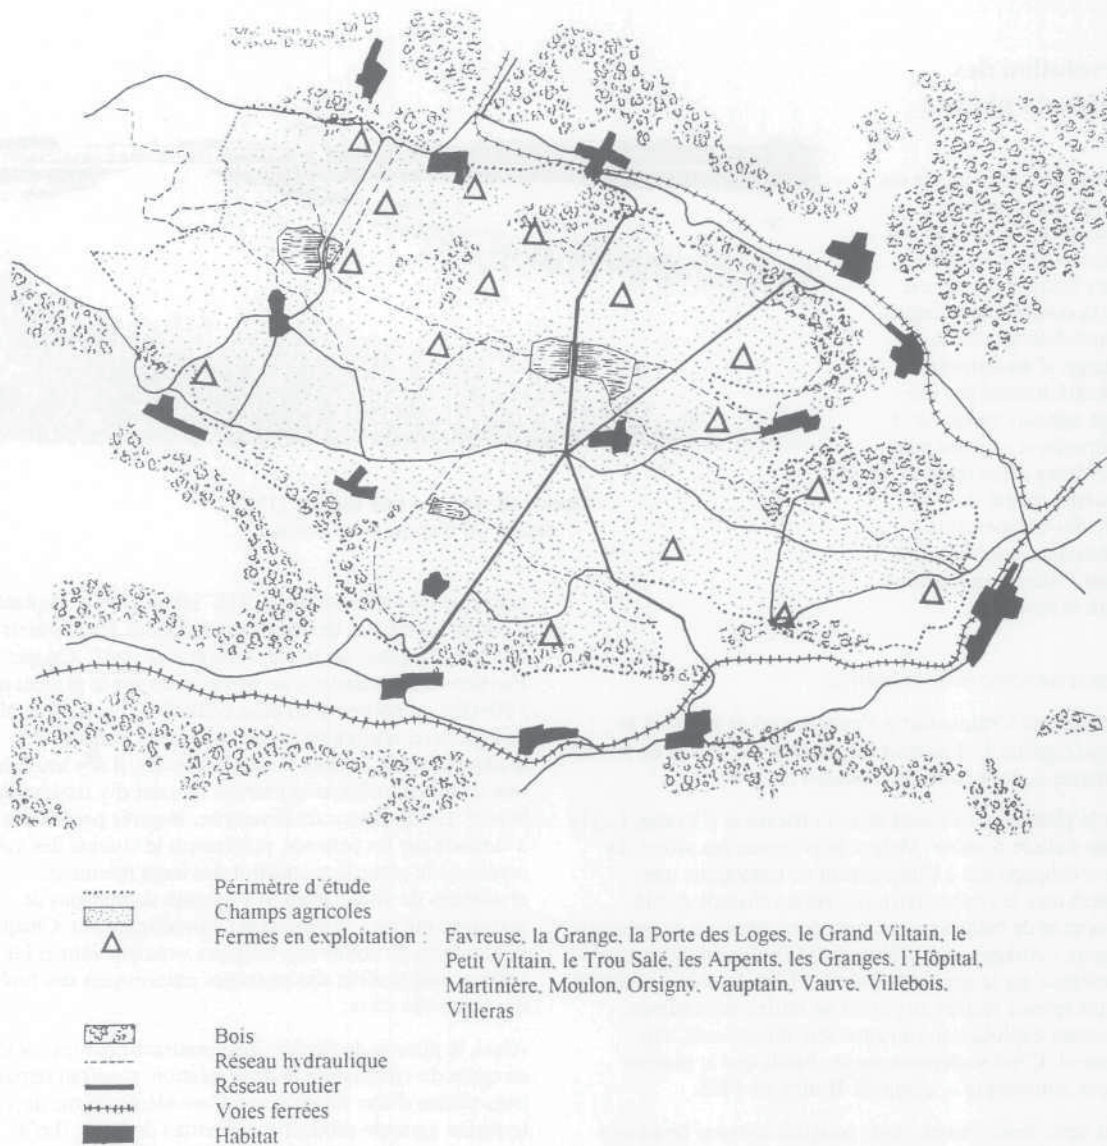 Périmètre d'étude
Champs agricoles
Fermes en exploitation : Favreuse, la Grange, la Porte des Loges, le Grand Viltain, le
Petit Viltain, le Trou Salé, les Arpents, les Granges, l'Hôpital,
Martinière, Moulon, Orsigny, Vauptain, Vauve, Villebois,
Villeras
Bois
Réseau hydraulique
Réseau routier
Voies ferrées
Habitat